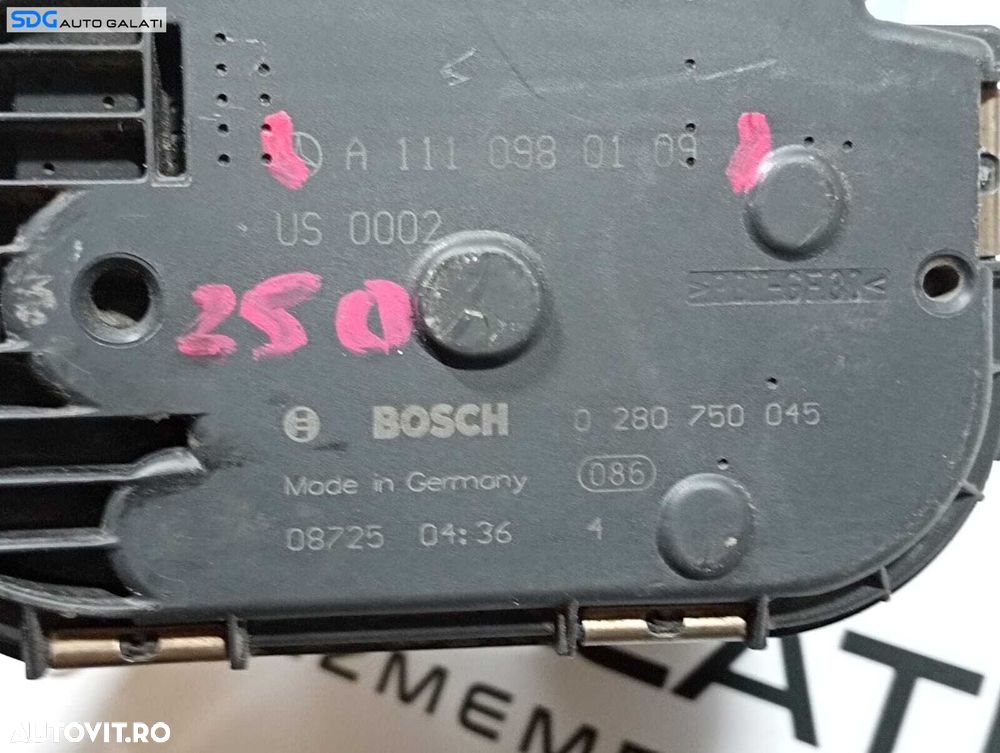 SDG AUTO GALATI
A 111 098 01 09
US 0002
250
BOSCH 0 280 750 045
Made in Germany 086
08725 04:36 4
AUTOVIT.RO